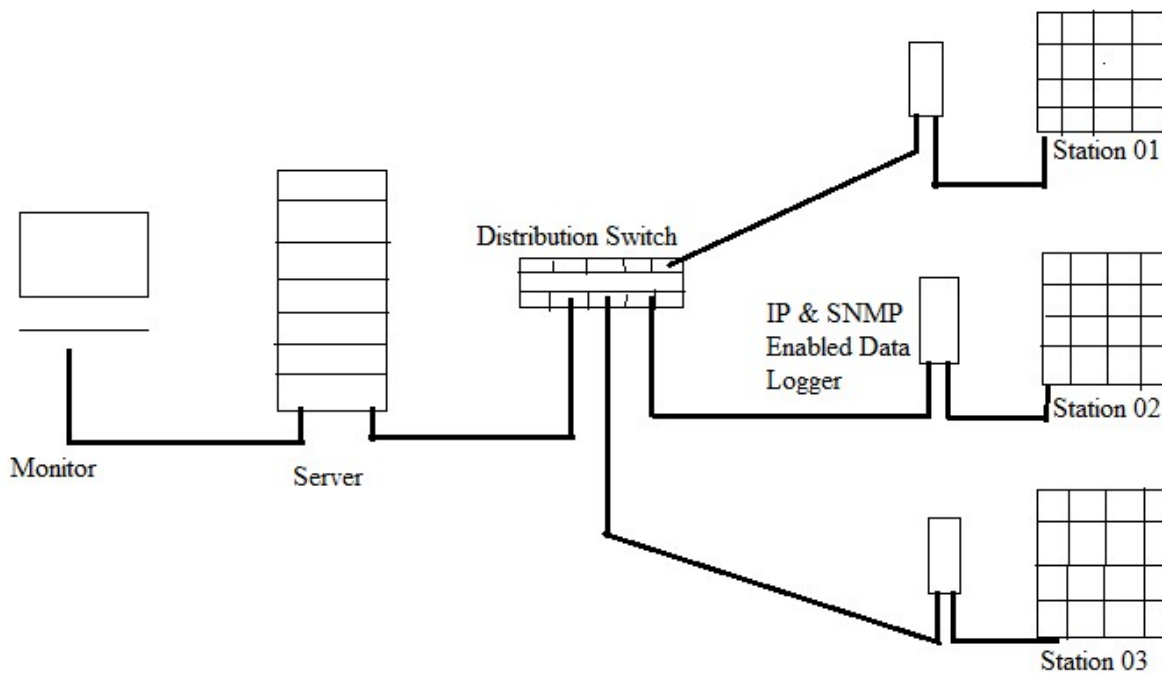 Station 01
Distribution Switch
IP & SNMP
Enabled Data
Logger
Station 02
Monitor
Server
Station 03